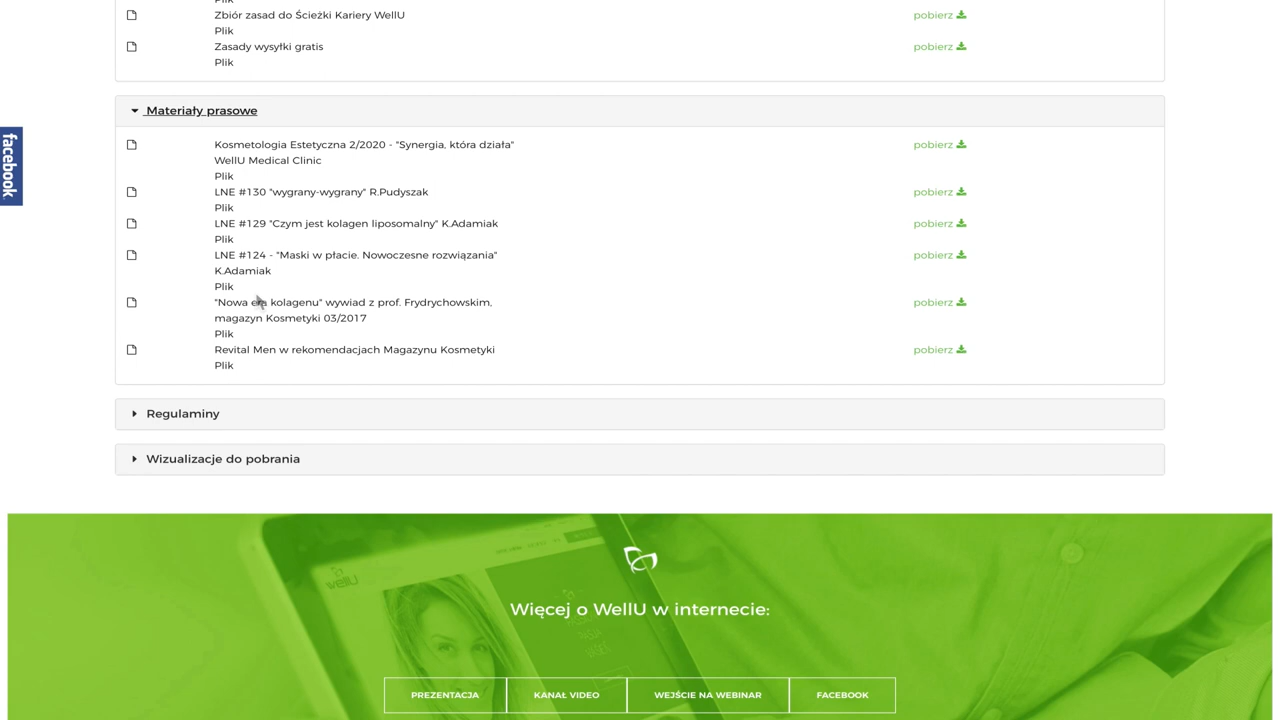 Plik
Zbiór zasad do Ścieżki Kariery WellU
pobierz
Plik
Zasady wysyłki gratis
pobierz
Plik
Materiały prasowe
facebook
Kosmetologia Estetyczna 2/2020 - "Synergia, która działa"
pobierz
WellU Medical Clinic
Plik
LNE #130 "wygrany-wygrany" R.Pudyszak
pobierz
Plik
LNE #129 "Czym jest kolagen liposomalny" K.Adamiak
pobierz
Plik
LNE #124 - "Maski w płacie. Nowoczesne rozwiązania"
pobierz
K.Adamiak
Plik
"Nowa era kolagenu" wywiad z prof. Frydrychowskim,
pobierz
magazyn Kosmetyki 03/2017
Plik
Revital Men w rekomendacjach Magazynu Kosmetyki
pobierz
Plik
Regulaminy
Wizualizacje do pobrania
wellU
Więcej o WellU w internecie:
PREZENTACJA
KANAŁ VIDEO
WEJŚCIE NA WEBINAR
FACEBOOK